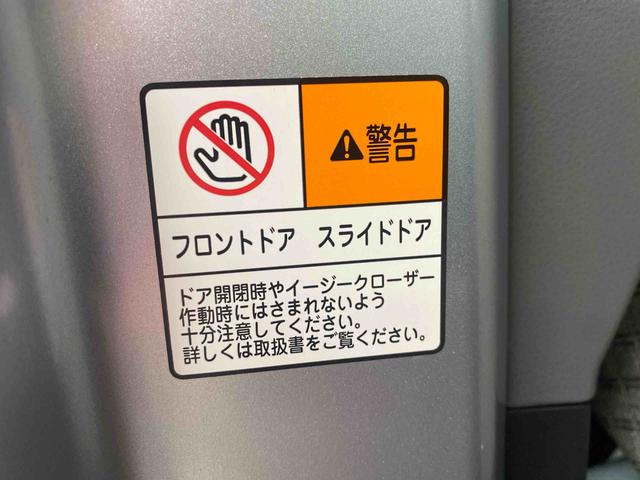 警告
フロントドア スライドドア
ドア開閉時やイージークローザー
作動時にはさまれないよう
十分注意してください。
詳しくは取扱書をご覧ください。